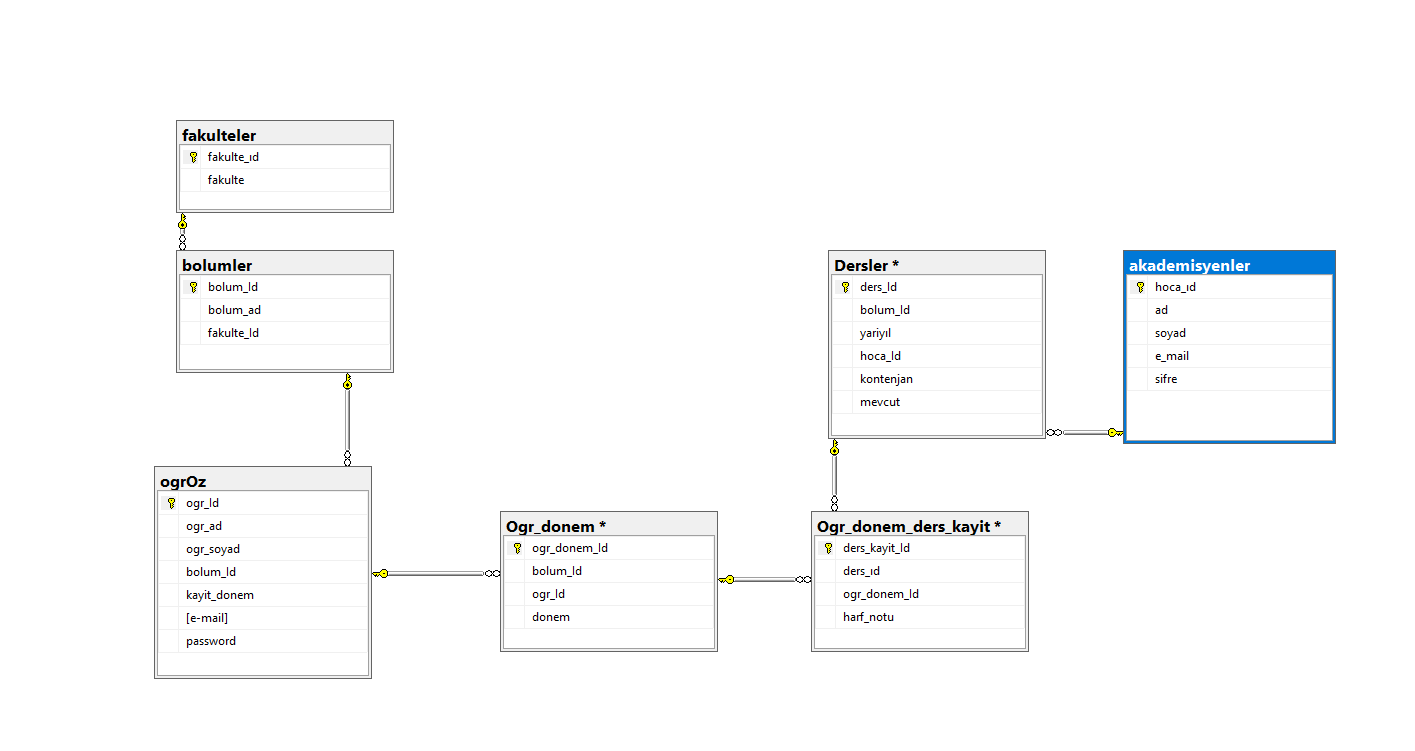 fakulteler
fakulte_ıd
fakulte
bolumler
bolum_Id
bolum_ad
fakulte_Id
ogrOz
ogr_Id
ogr_ad
ogr_soyad
bolum_Id
kayit_donem
[e-mail]
password
Ogr_donem *
ogr_donem_Id
bolum_Id
ogr_Id
donem
Dersler *
ders_Id
bolum_Id
yariyıl
hoca_Id
kontenjan
mevcut
Ogr_donem_ders_kayit *
ders_kayit_Id
ders_ıd
ogr_donem_Id
harf_notu
akademisyenler
hoca_ıd
ad
soyad
e_mail
sifre